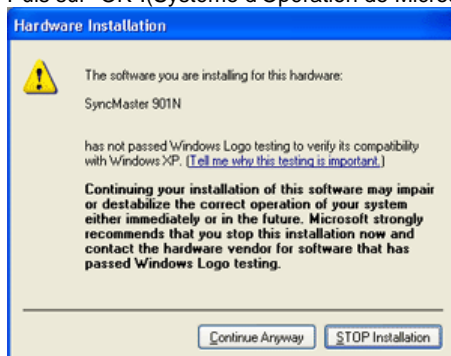 Hardware Installation
The software you are installing for this hardware:
SyncMaster 901N
has not passed Windows Logo testing to verify its compatibility
with Windows XP. (Tell me why this testing is important.)
Continuing your installation of this software may impair
or destabilize the correct operation of your system
either immediately or in the future. Microsoft strongly
recommends that you stop this installation now and
contact the hardware vendor for software that has
passed Windows Logo testing.
Continue Anyway STOP Installation